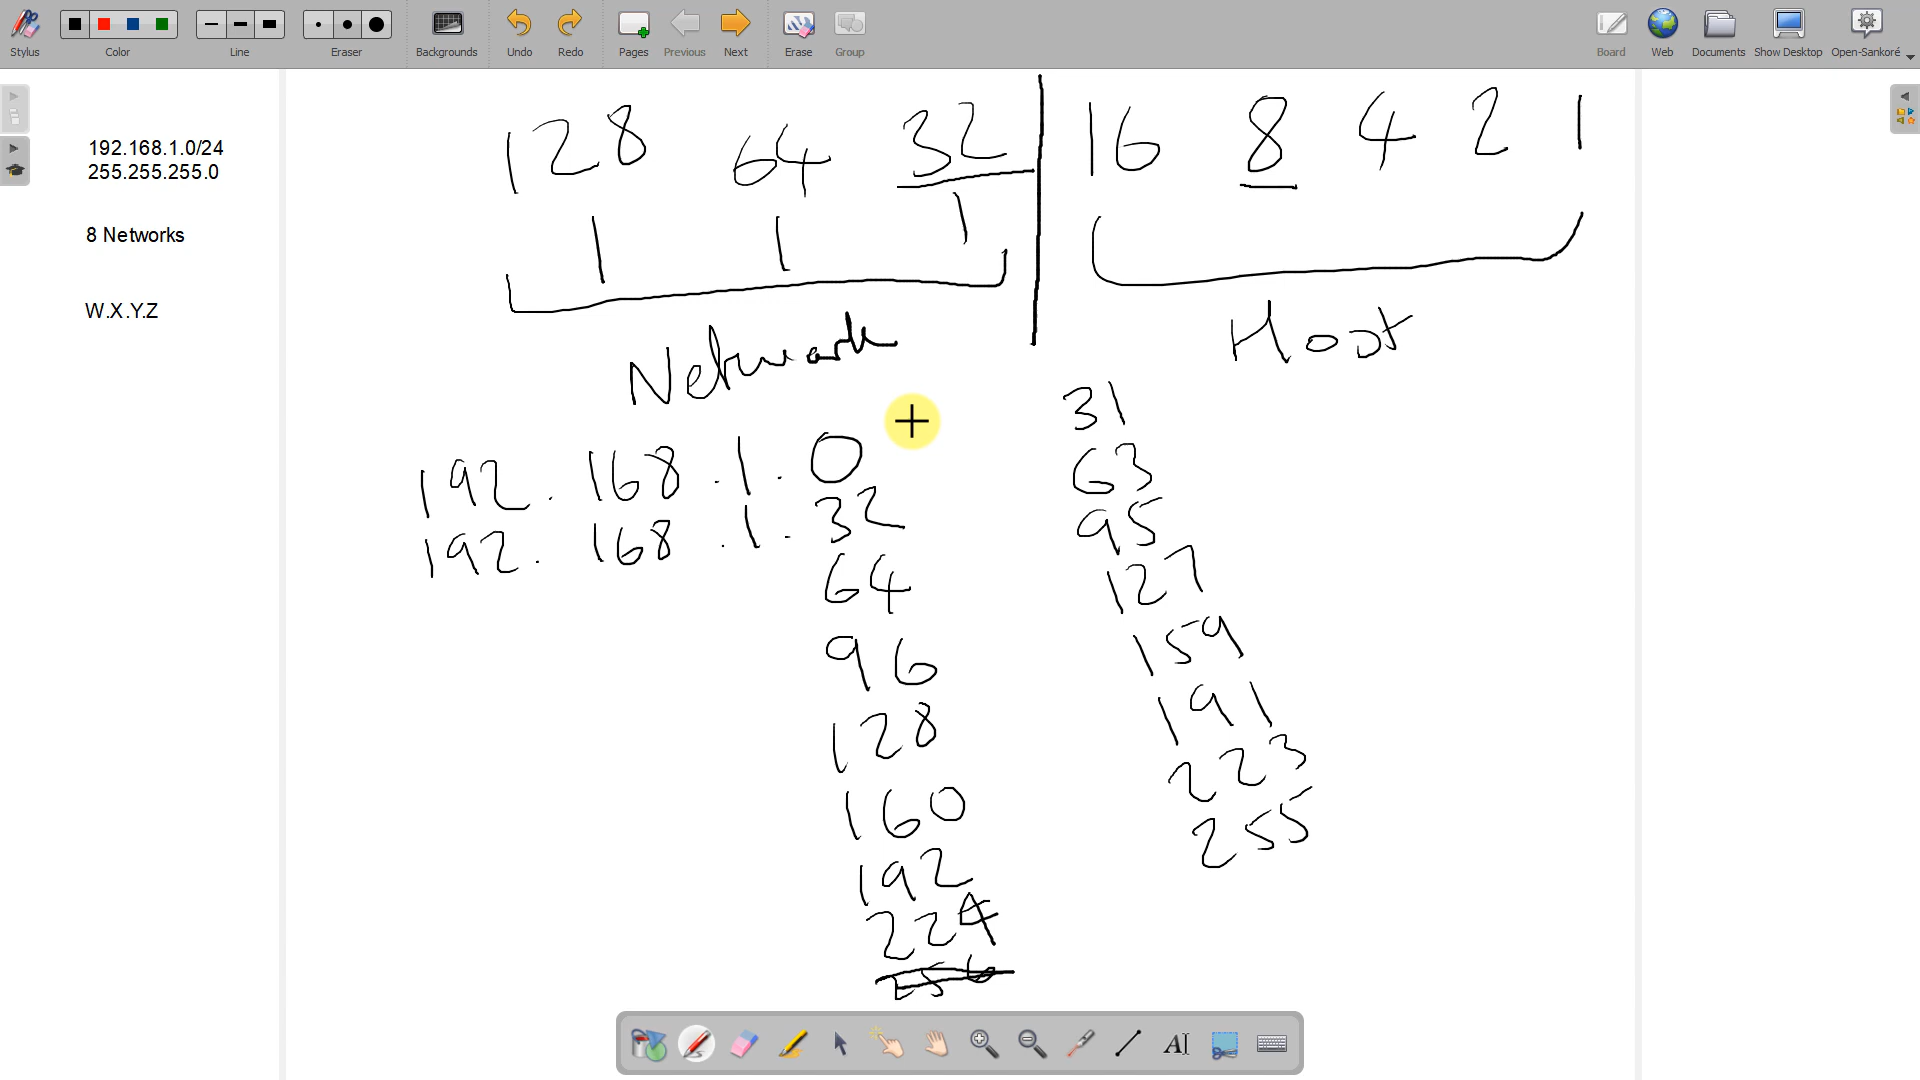 Stylus Color Line Eraser Backgrounds Undo Redo Pages Previous Next Erase Group Board Web Documents Show Desktop Open-Sankoré
192.168.1.0/24
255.255.255.0
8 Networks
W.X.Y.Z
128 64 32 16 8 4 2 1
1 1 1
Network Host
31
63
95
127
159
191
223
255
192.168.1.0
192.168.1.32
64
96
128
160
192
224
256
AI